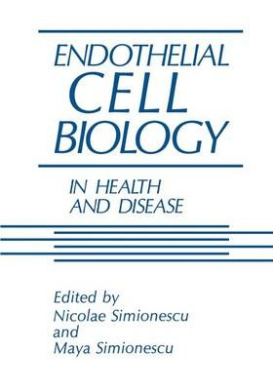 ENDOTHELIAL
CELL
BIOLOGY
IN HEALTH
AND DISEASE
Edited by
Nicolae Simionescu
and
Maya Simionescu